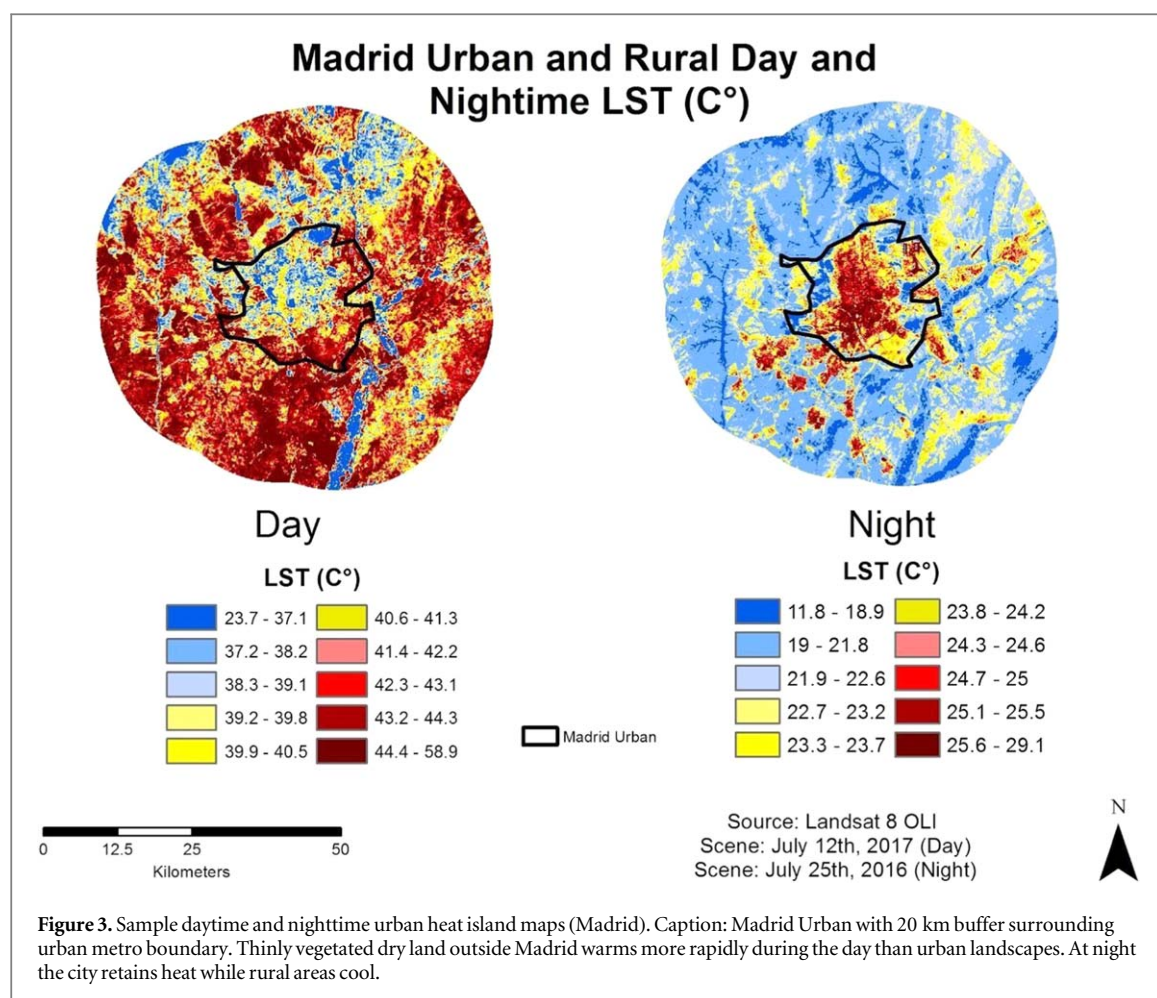 Madrid Urban and Rural Day and
Nightime LST (C°)
Day
Night
LST (C°)
23.7 - 37.1
37.2 - 38.2
38.3 - 39.1
39.2 - 39.8
39.9 - 40.5
40.6 - 41.3
41.4 - 42.2
42.3 - 43.1
43.2 - 44.3
44.4 - 58.9
Madrid Urban
LST (C°)
11.8 - 18.9
19 - 21.8
21.9 - 22.6
22.7 - 23.2
23.3 - 23.7
23.8 - 24.2
24.3 - 24.6
24.7 - 25
25.1 - 25.5
25.6 - 29.1
0 12.5 25 50
Kilometers
Source: Landsat 8 OLI
Scene: July 12th, 2017 (Day)
Scene: July 25th, 2016 (Night)
N
Figure 3. Sample daytime and nighttime urban heat island maps (Madrid). Caption: Madrid Urban with 20 km buffer surrounding
urban metro boundary. Thinly vegetated dry land outside Madrid warms more rapidly during the day than urban landscapes. At night
the city retains heat while rural areas cool.